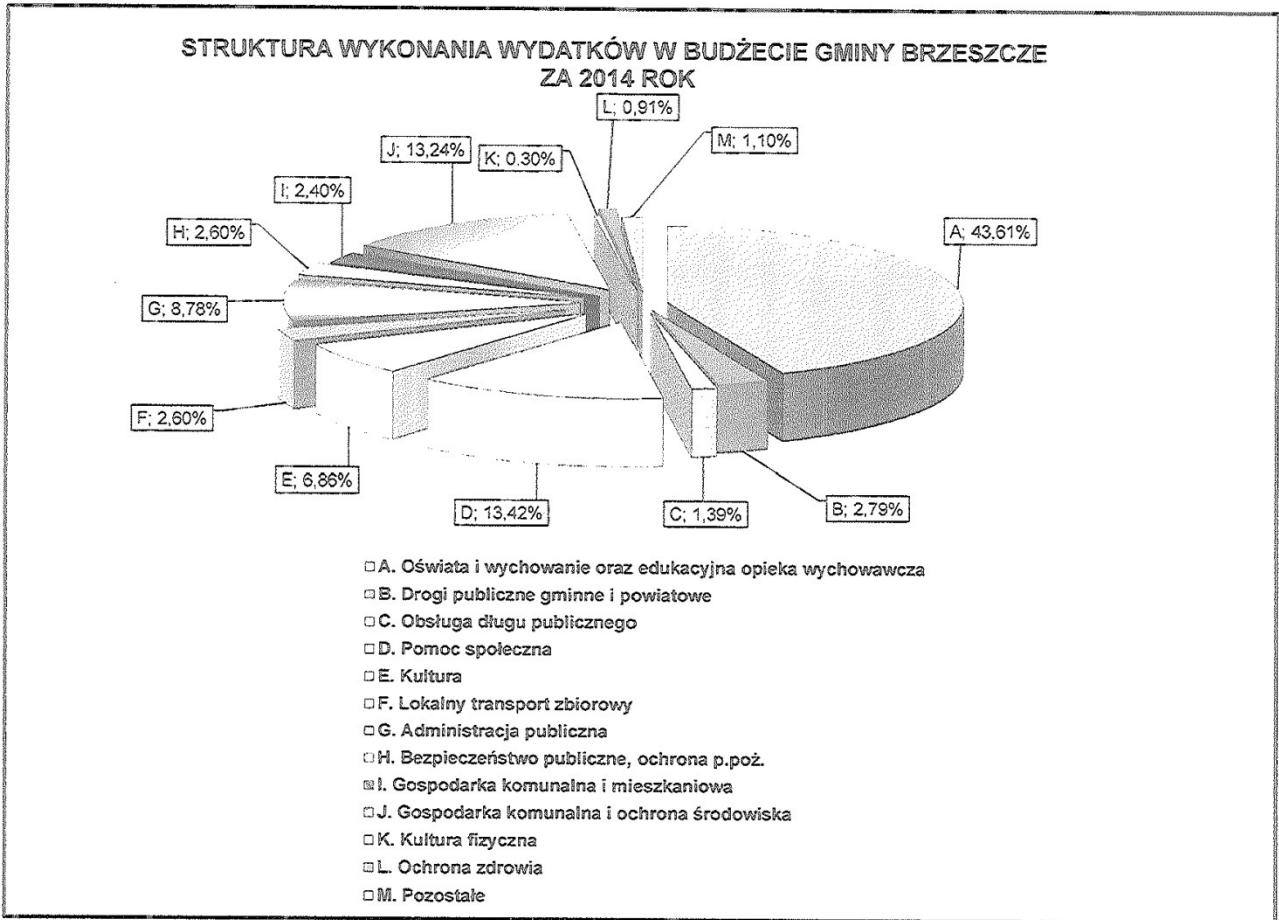 STRUKTURA WYKONANIA WYDATKÓW W BUDŻECIE GMINY BRZESZCZE
ZA 2014 ROK
L; 0,91%
M; 1,10%
J; 13,24%
K; 0.30%
I; 2,40%
H; 2,60%
A; 43.61%
G; 8,78%
F; 2,60%
E; 6,86%
D; 13,42%
C; 1,39%
B; 2,79%
A. Oświata i wychowanie oraz edukacyjna opieka wychowawcza
B. Drogi publiczne gminne i powiatowe
C. Obsługa długu publicznego
D. Pomoc społeczna
E. Kultura
F. Lokalny transport zbiorowy
G. Administracja publiczna
H. Bezpieczeństwo publiczne, ochrona p.poż.
I. Gospodarka komunalna i mieszkaniowa
J. Gospodarka komunalna i ochrona środowiska
K. Kultura fizyczna
L. Ochrona zdrowia
M. Pozostałe